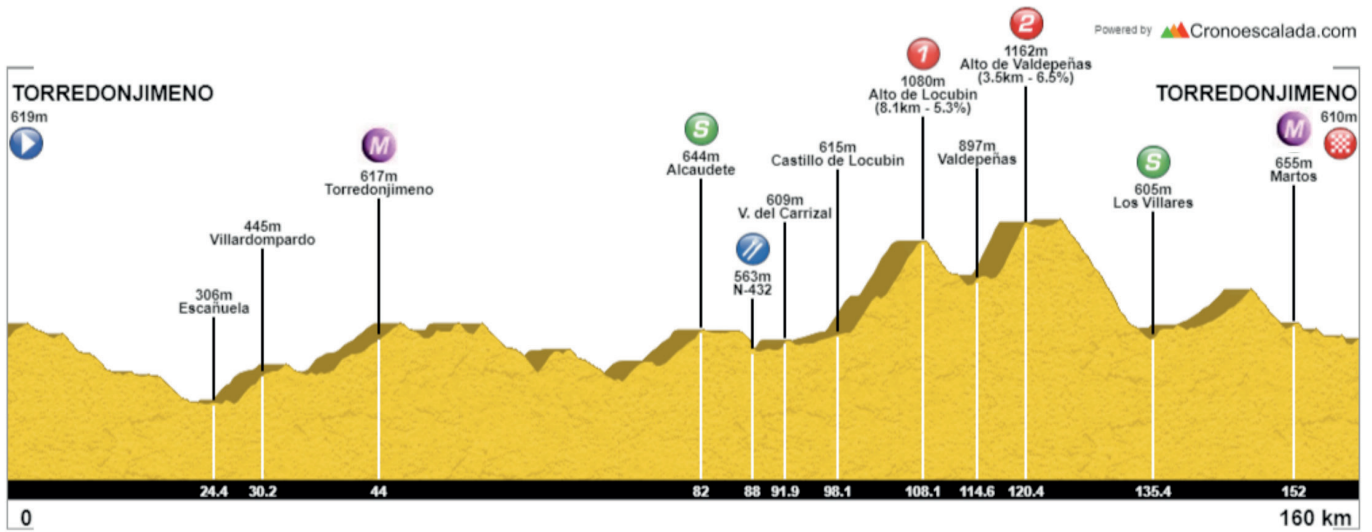 Powered by Cronoescalada.com
TORREDONJIMENO
619m
306m
Escañuela
445m
Villardompardo
M
617m
Torredonjimeno
S
644m
Alcaudete
563m
N-432
609m
V. del Carrizal
615m
Castillo de Locubin
1
1080m
Alto de Locubin
(8.1km - 5.3%)
897m
Valdepeñas
2
1162m
Alto de Valdepeñas
(3.5km - 6.5%)
S
605m
Los Villares
TORREDONJIMENO
610m
M
655m
Martos
24.4 30.2 44 82 88 91.9 98.1 108.1 114.6 120.4 135.4 152
0 160 km